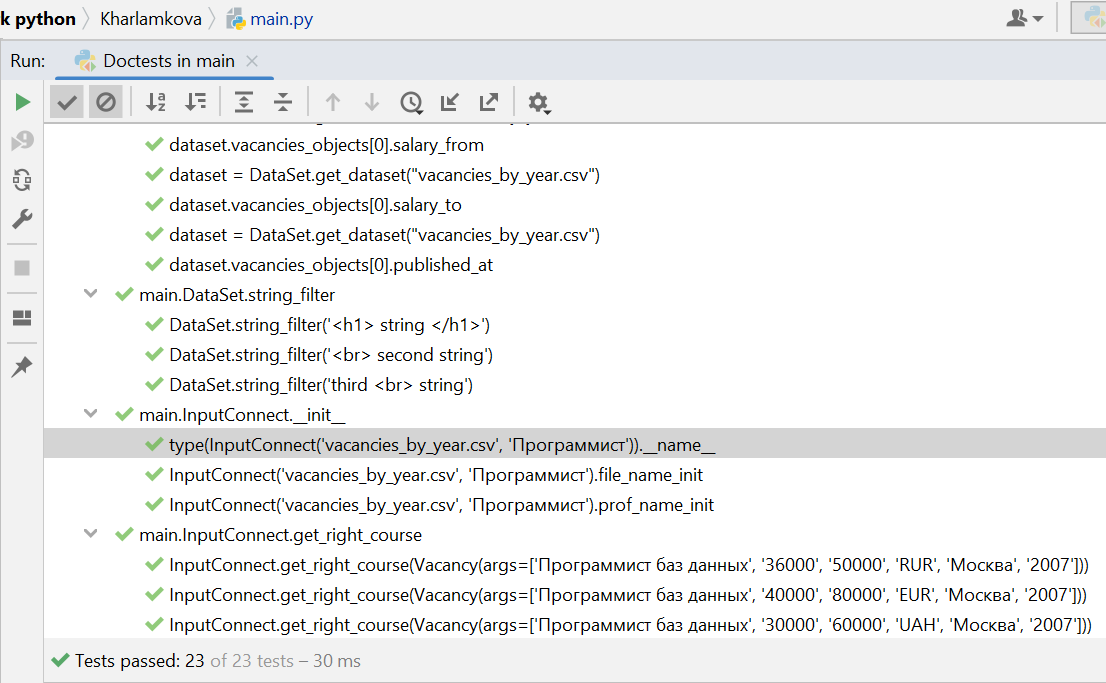 k python Kharlamkova main.py
Run: Doctests in main
dataset.vacancies_objects[0].salary_from
dataset = DataSet.get_dataset("vacancies_by_year.csv")
dataset.vacancies_objects[0].salary_to
dataset = DataSet.get_dataset("vacancies_by_year.csv")
dataset.vacancies_objects[0].published_at
main.DataSet.string_filter
DataSet.string_filter('<h1> string </h1>')
DataSet.string_filter('<br> second string')
DataSet.string_filter('third <br> string')
main.InputConnect.__init__
type(InputConnect('vacancies_by_year.csv', 'Программист')).__name__
InputConnect('vacancies_by_year.csv', 'Программист').file_name_init
InputConnect('vacancies_by_year.csv', 'Программист').prof_name_init
main.InputConnect.get_right_course
InputConnect.get_right_course(Vacancy(args=['Программист баз данных', '36000', '50000', 'RUR', 'Москва', '2007']))
InputConnect.get_right_course(Vacancy(args=['Программист баз данных', '40000', '80000', 'EUR', 'Москва', '2007']))
InputConnect.get_right_course(Vacancy(args=['Программист баз данных', '30000', '60000', 'UAH', 'Москва', '2007']))
Tests passed: 23 of 23 tests – 30 ms